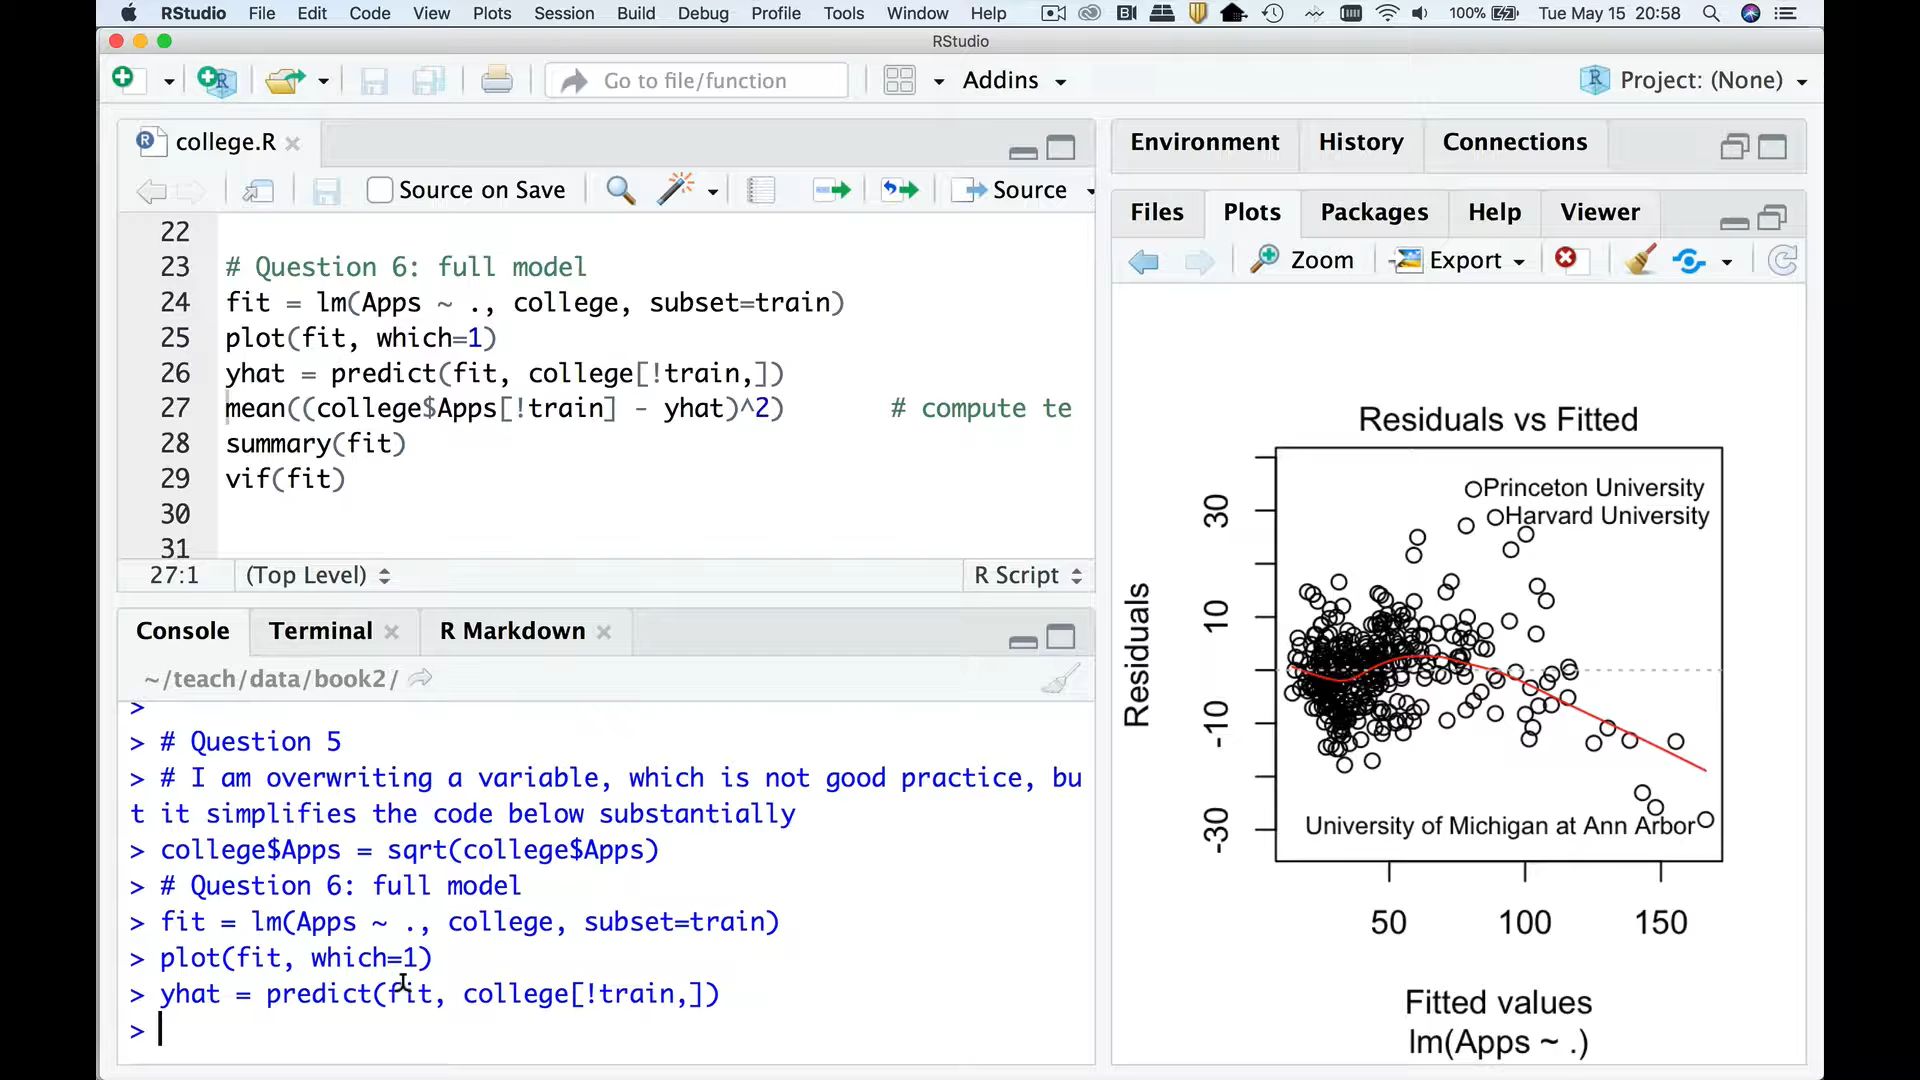 RStudio File Edit Code View Plots Session Build Debug Profile Tools Window Help 100% Tue May 15 20:58
RStudio
Go to file/function Addins Project: (None)
college.R
Source on Save Source
22
23 # Question 6: full model
24 fit = lm(Apps ~ ., college, subset=train)
25 plot(fit, which=1)
26 yhat = predict(fit, college[!train,])
27 mean((college$Apps[!train] - yhat)^2) # compute te
28 summary(fit)
29 vif(fit)
30
31
27:1 (Top Level) R Script
Console Terminal R Markdown
~/teach/data/book2/
>
> # Question 5
> # I am overwriting a variable, which is not good practice, bu
t it simplifies the code below substantially
> college$Apps = sqrt(college$Apps)
> # Question 6: full model
> fit = lm(Apps ~ ., college, subset=train)
> plot(fit, which=1)
> yhat = predict(fit, college[!train,])
>
Environment History Connections
Files Plots Packages Help Viewer
Zoom Export
Residuals vs Fitted
Princeton University
Harvard University
University of Michigan at Ann Arbor
Residuals
30
10
-10
-30
50 100 150
Fitted values
lm(Apps ~ .)